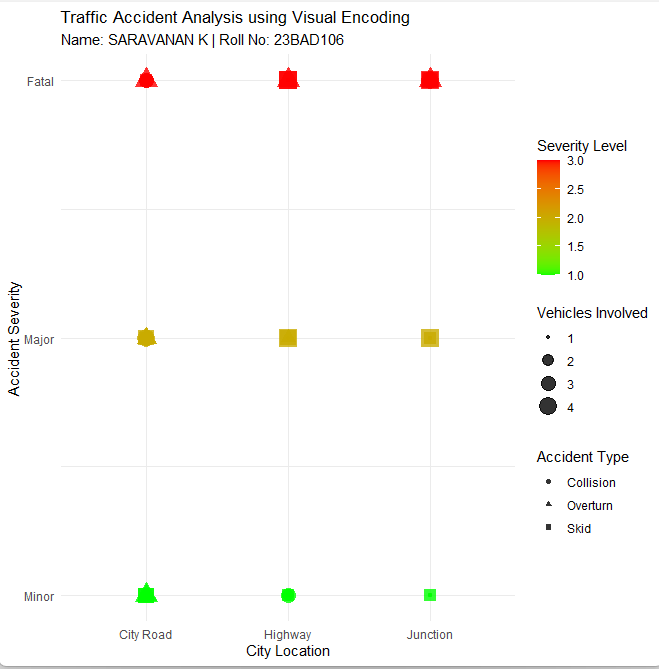 Traffic Accident Analysis using Visual Encoding
Name: SARAVANAN K | Roll No: 23BAD106
Accident Severity
Fatal
Major
Minor
City Road
Highway
Junction
City Location
Severity Level
3.0
2.5
2.0
1.5
1.0
Vehicles Involved
1
2
3
4
Accident Type
Collision
Overturn
Skid